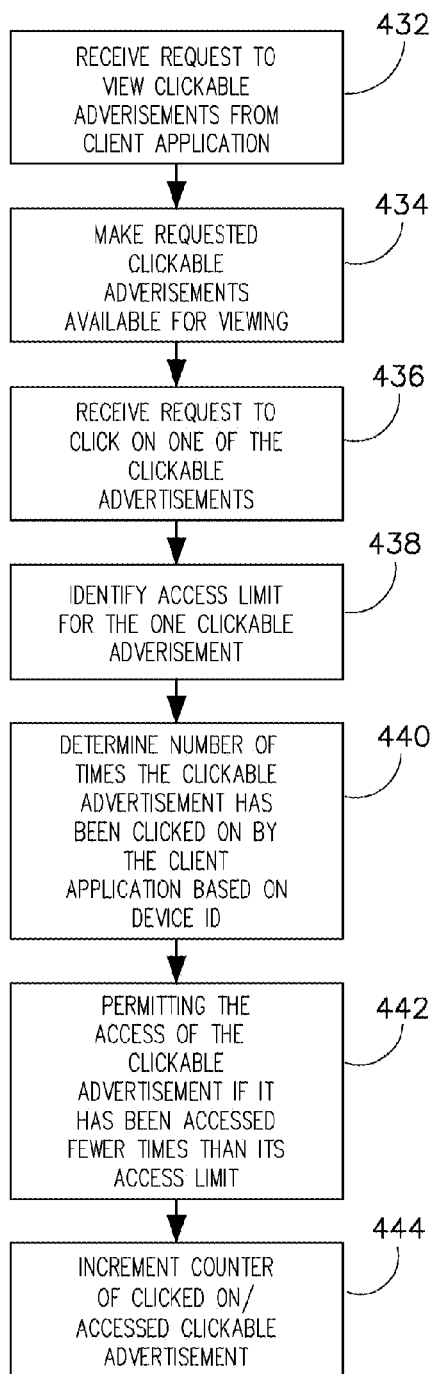 432
RECEIVE REQUEST TO
VIEW CLICKABLE
ADVERISEMENTS FROM
CLIENT APPLICATION
434
MAKE REQUESTED
CLICKABLE
ADVERISEMENTS
AVAILABLE FOR VIEWING
436
RECEIVE REQUEST TO
CLICK ON ONE OF THE
CLICKABLE
ADVERTISEMENTS
438
IDENTIFY ACCESS LIMIT
FOR THE ONE CLICKABLE
ADVERISEMENT
440
DETERMINE NUMBER OF
TIMES THE CLICKABLE
ADVERTISEMENT HAS
BEEN CLICKED ON BY
THE CLIENT
APPLICATION BASED ON
DEVICE ID
442
PERMITTING THE
ACCESS OF THE
CLICKABLE
ADVERTISEMENT IF IT
HAS BEEN ACCESSED
FEWER TIMES THAN ITS
ACCESS LIMIT
444
INCREMENT COUNTER
OF CLICKED ON/
ACCESSED CLICKABLE
ADVERTISEMENT